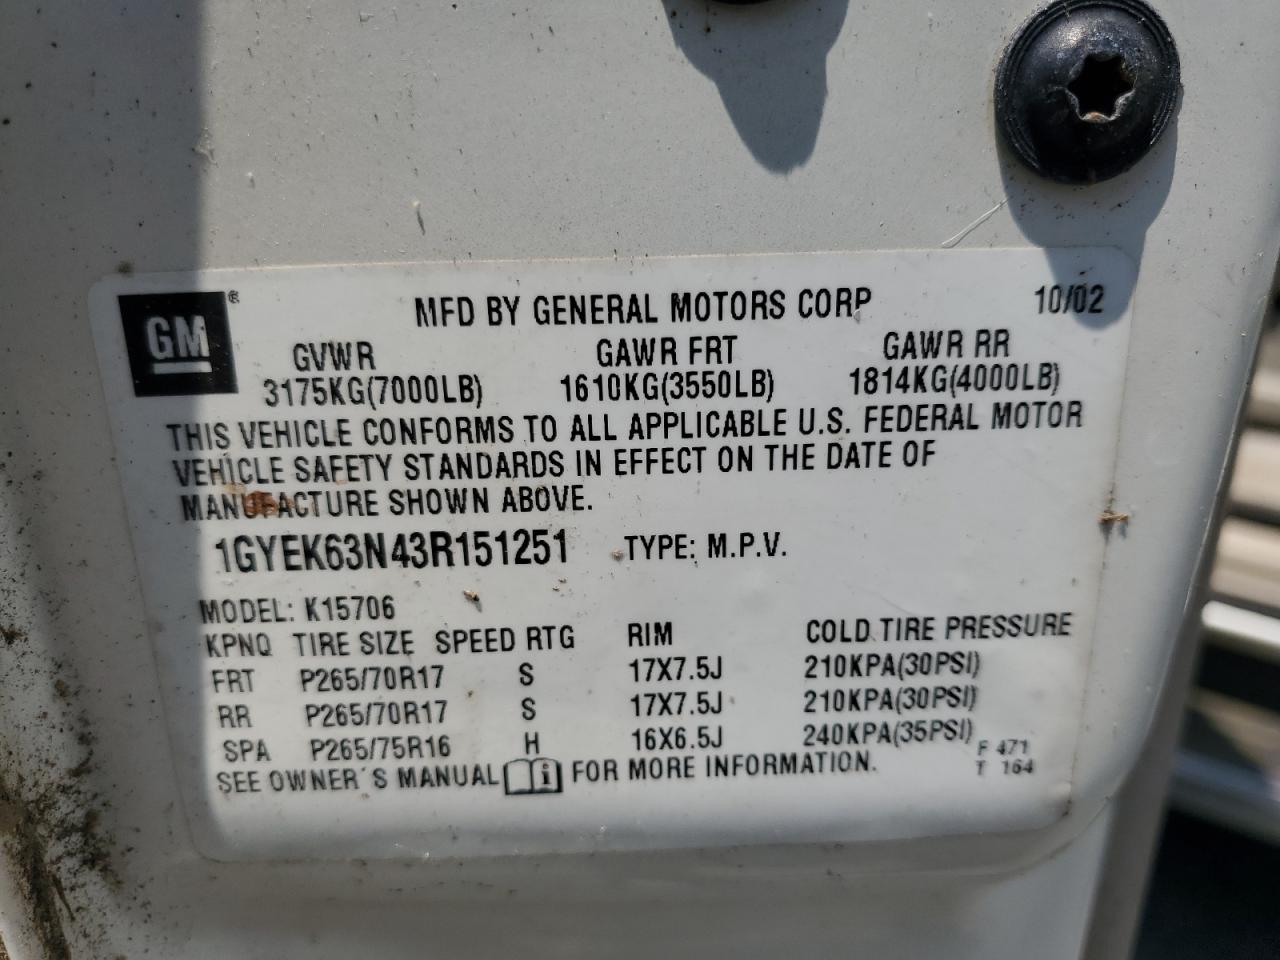 GM ®
MFD BY GENERAL MOTORS CORP 10/02
GVWR GAWR FRT GAWR RR
3175KG(7000LB) 1610KG(3550LB) 1814KG(4000LB)
THIS VEHICLE CONFORMS TO ALL APPLICABLE U.S. FEDERAL MOTOR
VEHICLE SAFETY STANDARDS IN EFFECT ON THE DATE OF
MANUFACTURE SHOWN ABOVE.
1GYEK63N43R151251 TYPE: M.P.V.
MODEL: K15706
KPNQ TIRE SIZE SPEED RTG RIM COLD TIRE PRESSURE
FRT P265/70R17 S 17X7.5J 210KPA(30PSI)
RR P265/70R17 S 17X7.5J 210KPA(30PSI)
SPA P265/75R16 H 16X6.5J 240KPA(35PSI)
SEE OWNER'S MANUAL i FOR MORE INFORMATION.
F 471
T 164